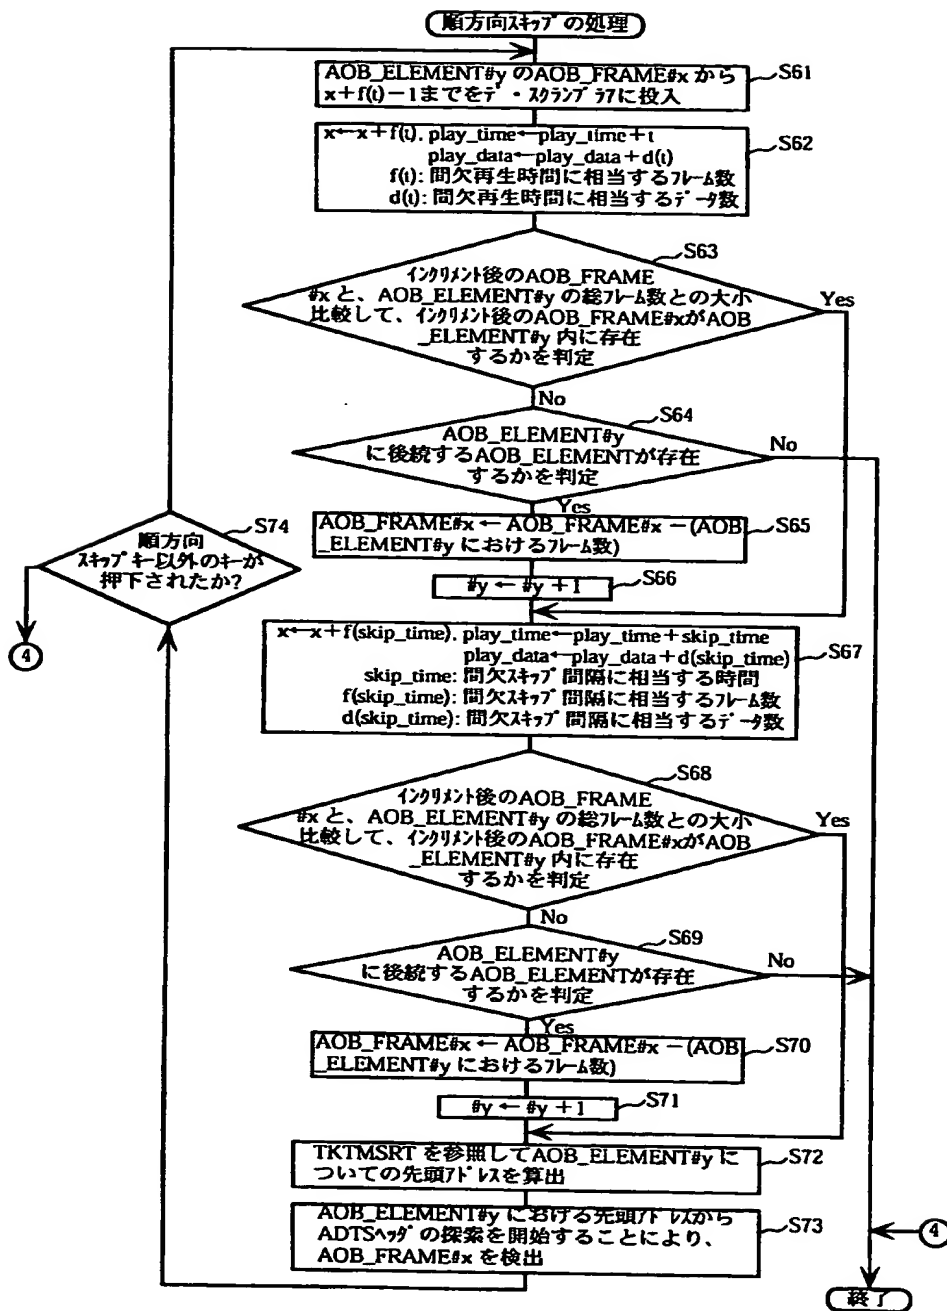 順方向ｽｷｯﾌﾟの処理
AOB_ELEMENT#y のAOB_FRAME#x から
x+f(t)−1までをﾃﾞ・ｽｸﾗﾝﾌﾞﾗｱに投入
S61
x←x+f(t), play_time←play_time+t
play_data←play_data+d(t)
f(t): 間欠再生時間に相当するﾌﾚｰﾑ数
d(t): 間欠再生時間に相当するﾃﾞｰﾀ数
S62
S63
ｲﾝｸﾘﾒﾝﾄ後のAOB_FRAME
#x と、AOB_ELEMENT#y の総ﾌﾚｰﾑ数との大小
比較して、ｲﾝｸﾘﾒﾝﾄ後のAOB_FRAME#xがAOB
_ELEMENT#y 内に存在
するかを判定
Yes
No
S64
AOB_ELEMENT#y
に後続するAOB_ELEMENTが存在
するかを判定
No
Yes
AOB_FRAME#x ← AOB_FRAME#x − (AOB
_ELEMENT#y におけるﾌﾚｰﾑ数)
S65
#y ← #y + 1
S66
S74
順方向
ｽｷｯﾌﾟｷｰ以外のｷｰが
押下されたか?
4
x←x+f(skip_time), play_time←play_time+skip_time
play_data←play_data+d(skip_time)
skip_time: 間欠ｽｷｯﾌﾟ間隔に相当する時間
f(skip_time): 間欠ｽｷｯﾌﾟ間隔に相当するﾌﾚｰﾑ数
d(skip_time): 間欠ｽｷｯﾌﾟ間隔に相当するﾃﾞｰﾀ数
S67
S68
ｲﾝｸﾘﾒﾝﾄ後のAOB_FRAME
#x と、AOB_ELEMENT#y の総ﾌﾚｰﾑ数との大小
比較して、ｲﾝｸﾘﾒﾝﾄ後のAOB_FRAME#xがAOB
_ELEMENT#y 内に存在
するかを判定
Yes
No
S69
AOB_ELEMENT#y
に後続するAOB_ELEMENTが存在
するかを判定
No
Yes
AOB_FRAME#x ← AOB_FRAME#x − (AOB
_ELEMENT#y におけるﾌﾚｰﾑ数)
S70
#y ← #y + 1
S71
TKTMSRT を参照してAOB_ELEMENT#y に
ついての先頭ｱﾄﾞﾚｽを算出
S72
AOB_ELEMENT#y における先頭ｱﾄﾞﾚｽから
ADTSﾍｯﾀﾞの探索を開始することにより、
AOB_FRAME#x を検出
S73
4
終了